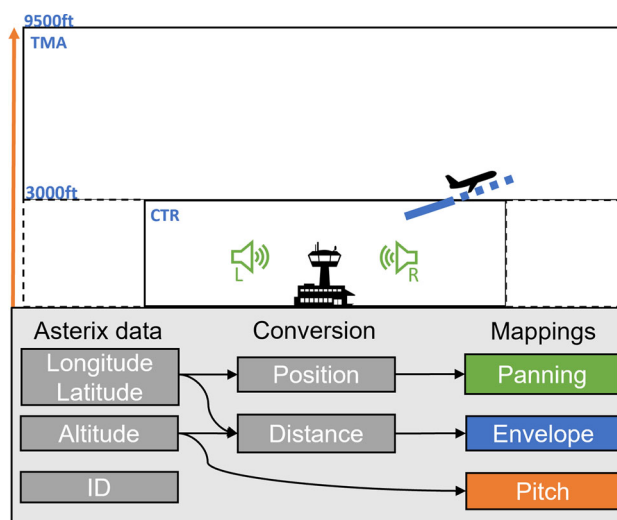 9500ft
TMA
3000ft
CTR
L
R
Asterix data
Conversion
Mappings
Longitude
Latitude
Position
Panning
Altitude
Distance
Envelope
ID
Pitch